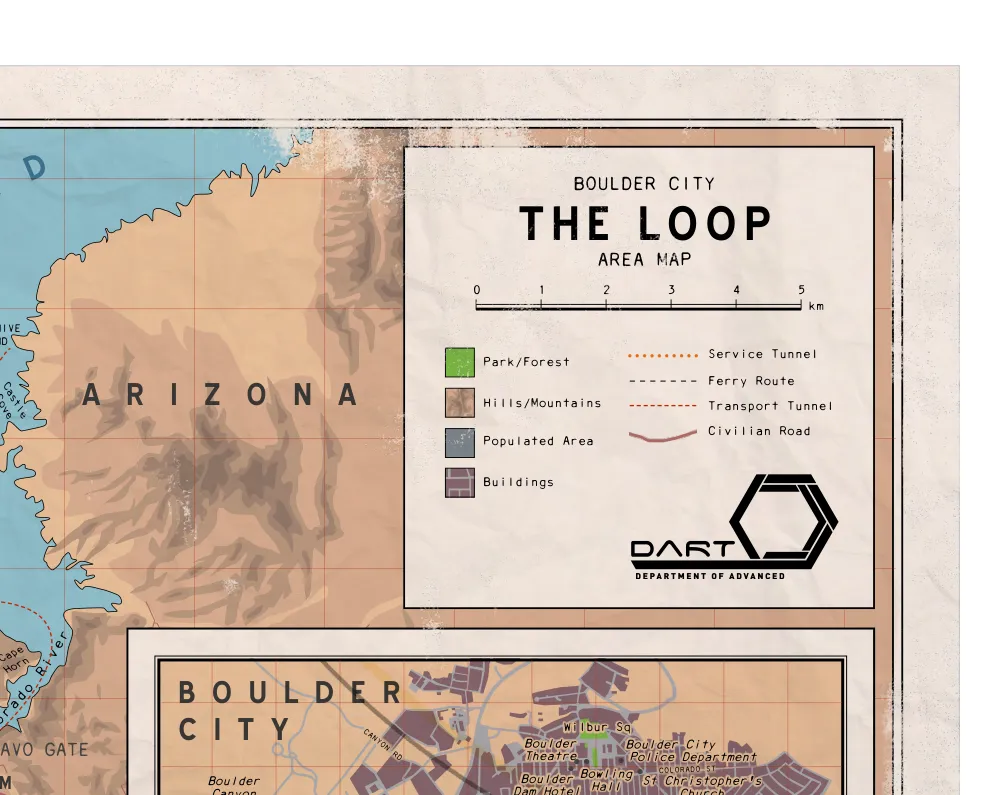 D
BOULDER CITY
THE LOOP
AREA MAP
0 1 2 3 4 5
km
Park/Forest
Hills/Mountains
Populated Area
Buildings
Service Tunnel
Ferry Route
Transport Tunnel
Civilian Road
DART
DEPARTMENT OF ADVANCED
Castle
Cove
ARIZONA
Cape
Horn
River
AVO GATE
M
BOULDER
CITY
CANYON RD
Wilbur Sq
Boulder
Theatre
Boulder City
Police Department
COLORADO ST
Boulder
Dam Hotel
Bowling
Hall
St Christopher's
Church
Boulder
Canyon